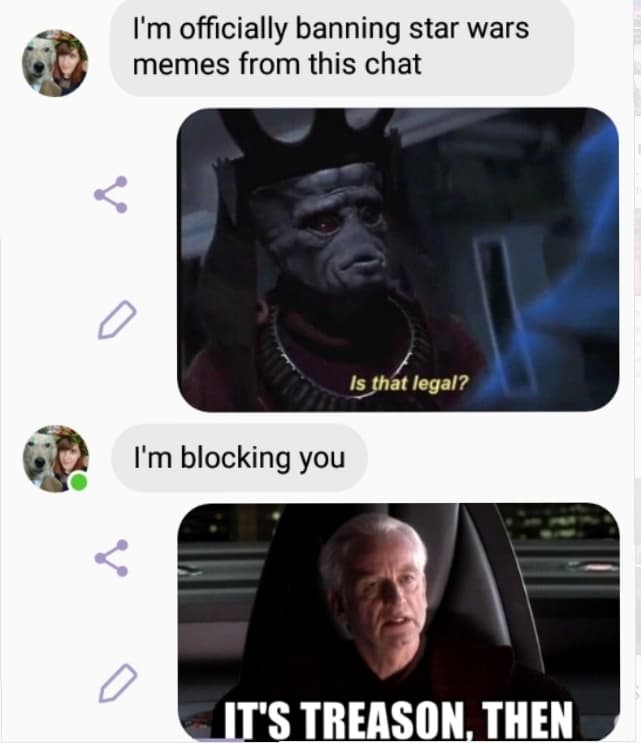 I'm officially banning star wars
memes from this chat
Is that legal?
I'm blocking you
IT'S TREASON, THEN